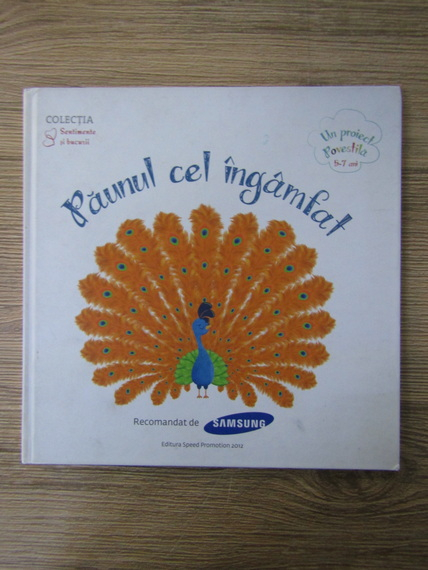 COLECȚIA
Sentimente
și bucurii
Un proiect
Povestila
5-7 ani
Păunul cel îngâmfat
Recomandat de SAMSUNG
Editura Speed Promotion 2012